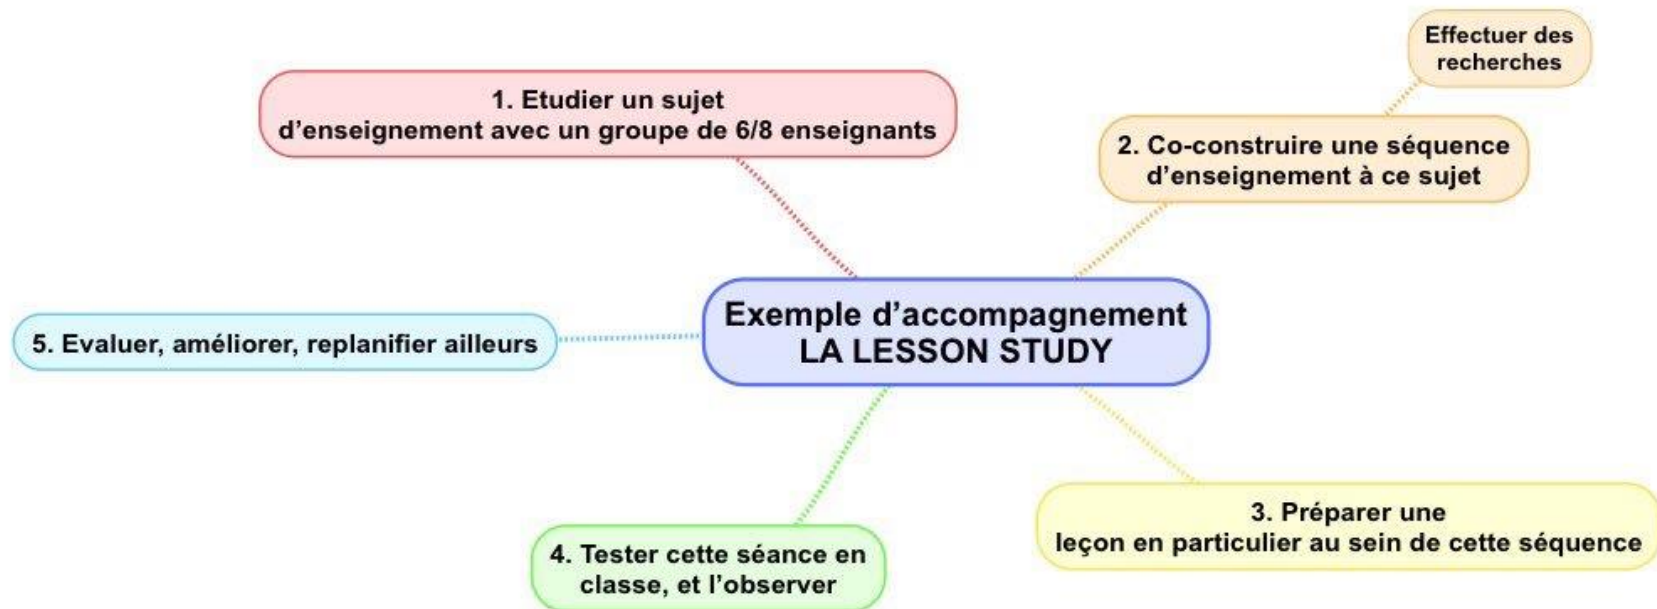 Exemple d’accompagnement
LA LESSON STUDY
1. Etudier un sujet
d’enseignement avec un groupe de 6/8 enseignants
Effectuer des
recherches
2. Co-construire une séquence
d’enseignement à ce sujet
3. Préparer une
leçon en particulier au sein de cette séquence
4. Tester cette séance en
classe, et l’observer
5. Evaluer, améliorer, replanifier ailleurs